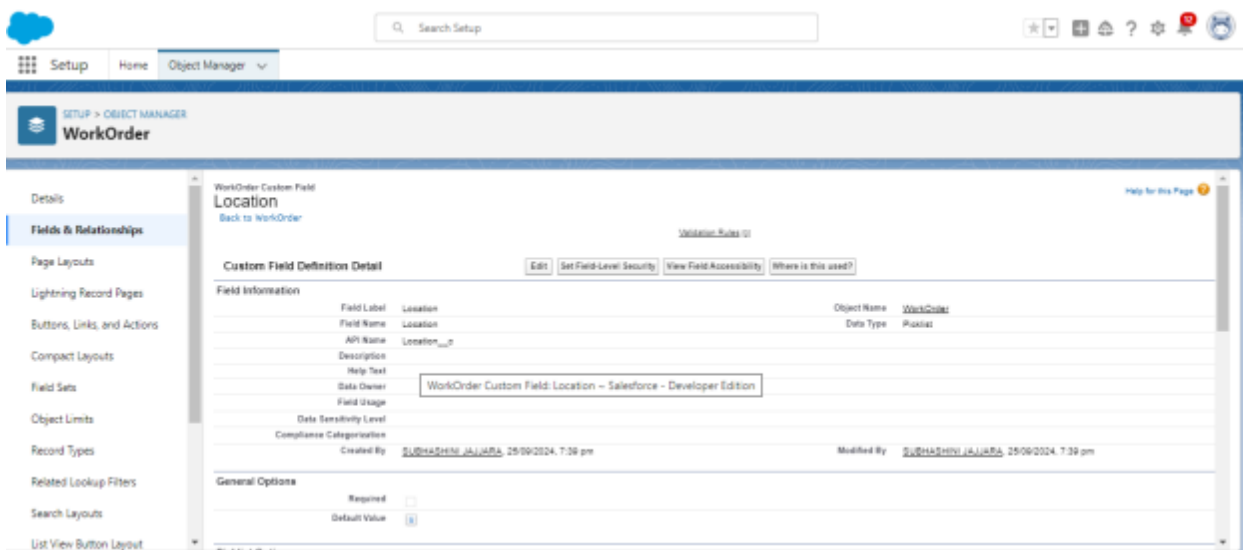 Search Setup
12
Setup Home Object Manager
SETUP > OBJECT MANAGER
WorkOrder
Details
Fields & Relationships
Page Layouts
Lightning Record Pages
Buttons, Links, and Actions
Compact Layouts
Field Sets
Object Limits
Record Types
Related Lookup Filters
Search Layouts
List View Button Layout
WorkOrder Custom Field
Location
Back to WorkOrder
Help for this Page
Validation Rules
Custom Field Definition Detail
Edit Set Field-Level Security View Field Accessibility Where is this used?
Field Information
Field Label Location Object Name WorkOrder
Field Name Location Data Type Picklist
API Name Location__c
Description
Help Text
Data Owner
WorkOrder Custom Field: Location ~ Salesforce - Developer Edition
Field Usage
Data Sensitivity Level
Compliance Categorization
Created By SUBHASHINI JAJJARA, 25/09/2024, 7:39 pm Modified By SUBHASHINI JAJJARA, 25/09/2024, 7:39 pm
General Options
Required
Default Value